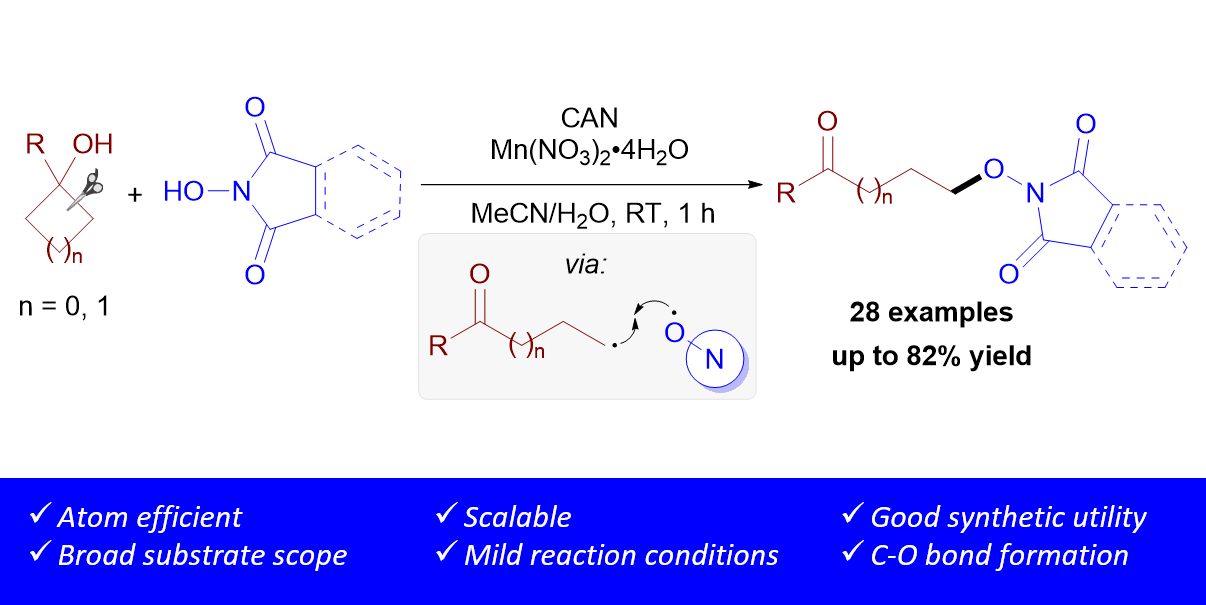 R OH
+
HO N O O
( )n
n = 0, 1
CAN
Mn(NO3)2•4H2O
MeCN/H2O, RT, 1 h
via:
O
R ( )n
O N
O
R ( )n O N O O
28 examples
up to 82% yield
✓ Atom efficient
✓ Broad substrate scope
✓ Scalable
✓ Mild reaction conditions
✓ Good synthetic utility
✓ C-O bond formation